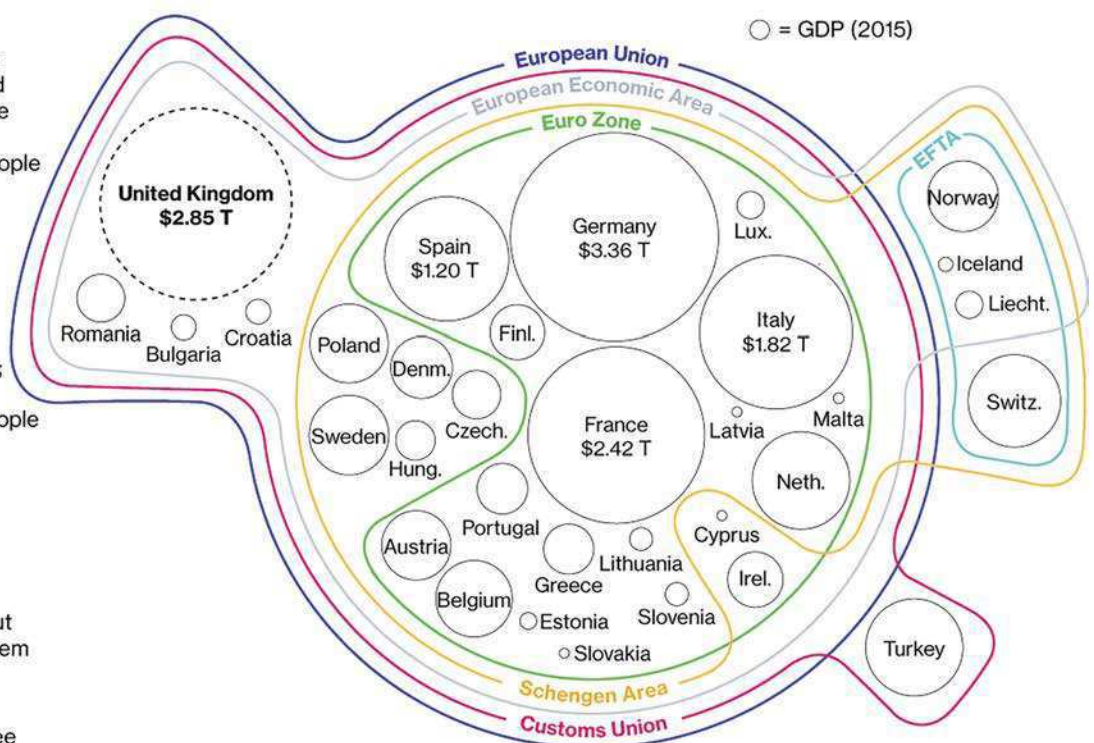 = GDP (2015)
European Union
European Economic Area
Euro Zone
EFTA
United Kingdom
$2.85 T
Romania
Bulgaria
Croatia
Spain
$1.20 T
Germany
$3.36 T
Lux.
Italy
$1.82 T
Finl.
Poland
Denm.
Czech.
Sweden
Hung.
France
$2.42 T
Latvia
Malta
Neth.
Portugal
Austria
Belgium
Greece
Lithuania
Cyprus
Irel.
Estonia
Slovenia
Slovakia
Norway
Iceland
Liecht.
Switz.
Turkey
Schengen Area
Customs Union